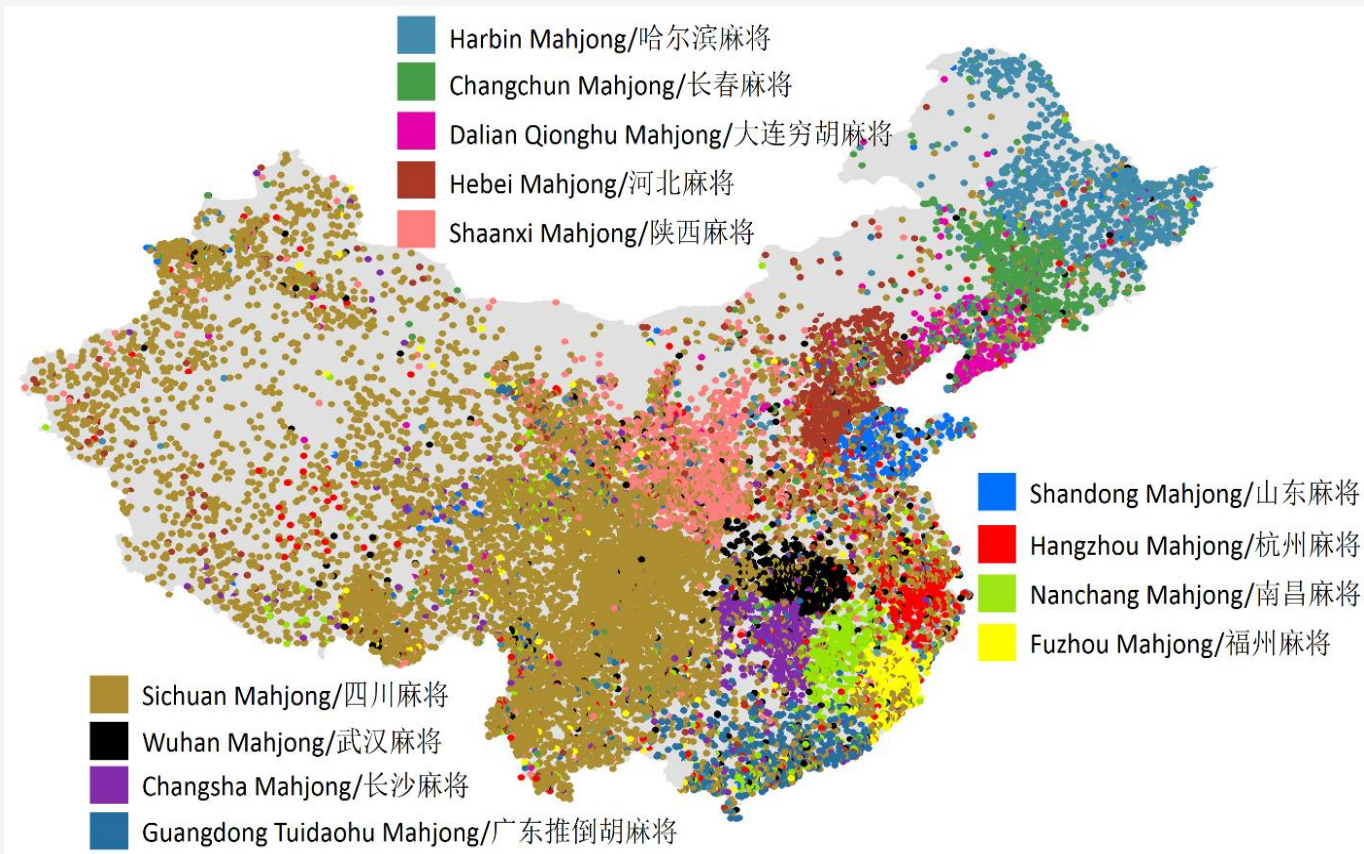 Harbin Mahjong/哈尔滨麻将
Changchun Mahjong/长春麻将
Dalian Qionghu Mahjong/大连穷胡麻将
Hebei Mahjong/河北麻将
Shaanxi Mahjong/陕西麻将
Shandong Mahjong/山东麻将
Hangzhou Mahjong/杭州麻将
Nanchang Mahjong/南昌麻将
Fuzhou Mahjong/福州麻将
Sichuan Mahjong/四川麻将
Wuhan Mahjong/武汉麻将
Changsha Mahjong/长沙麻将
Guangdong Tuidaohu Mahjong/广东推倒胡麻将